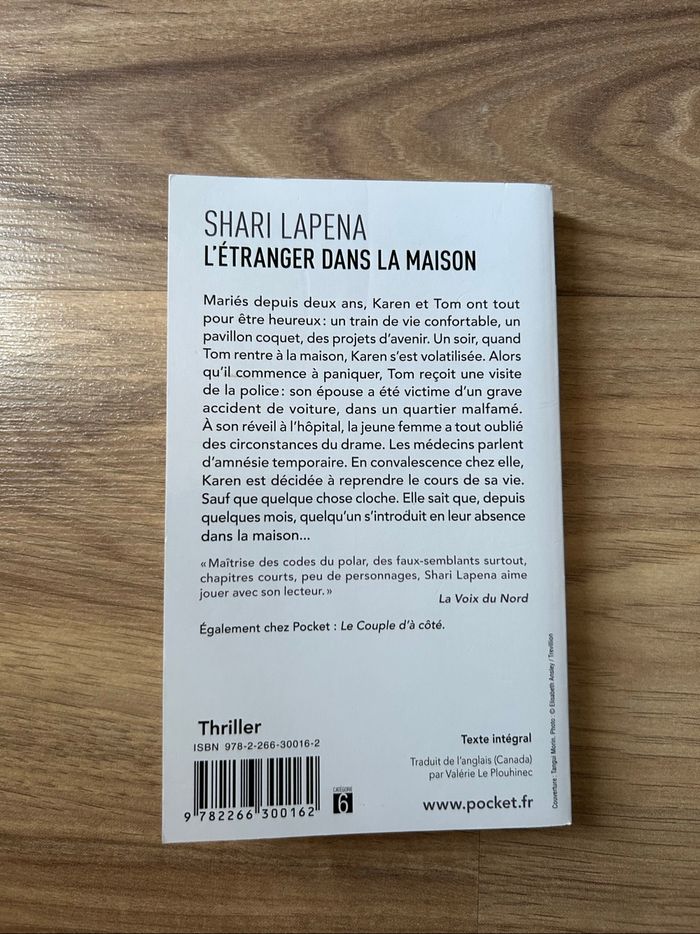 SHARI LAPENA
L'ÉTRANGER DANS LA MAISON
Mariés depuis deux ans, Karen et Tom ont tout
pour être heureux : un train de vie confortable, un
pavillon coquet, des projets d'avenir. Un soir, quand
Tom rentre à la maison, Karen s'est volatilisée. Alors
qu'il commence à paniquer, Tom reçoit une visite
de la police : son épouse a été victime d'un grave
accident de voiture, dans un quartier malfamé.
À son réveil à l'hôpital, la jeune femme a tout oublié
des circonstances du drame. Les médecins parlent
d'amnésie temporaire. En convalescence chez elle,
Karen est décidée à reprendre le cours de sa vie.
Sauf que quelque chose cloche. Elle sait que, depuis
quelques mois, quelqu'un s'introduit en leur absence
dans la maison...
« Maîtrise des codes du polar, des faux-semblants surtout,
chapitres courts, peu de personnages, Shari Lapena aime
jouer avec son lecteur. »
La Voix du Nord
Également chez Pocket : Le Couple d'à côté.
Thriller
ISBN 978-2-266-30016-2
9 782266 300162
CATÉGORIE
6
Texte intégral
Traduit de l'anglais (Canada)
par Valérie Le Plouhinec
www.pocket.fr
Couverture : Tangui Morin. Photo : © Elisabeth Ansley / Trevillion